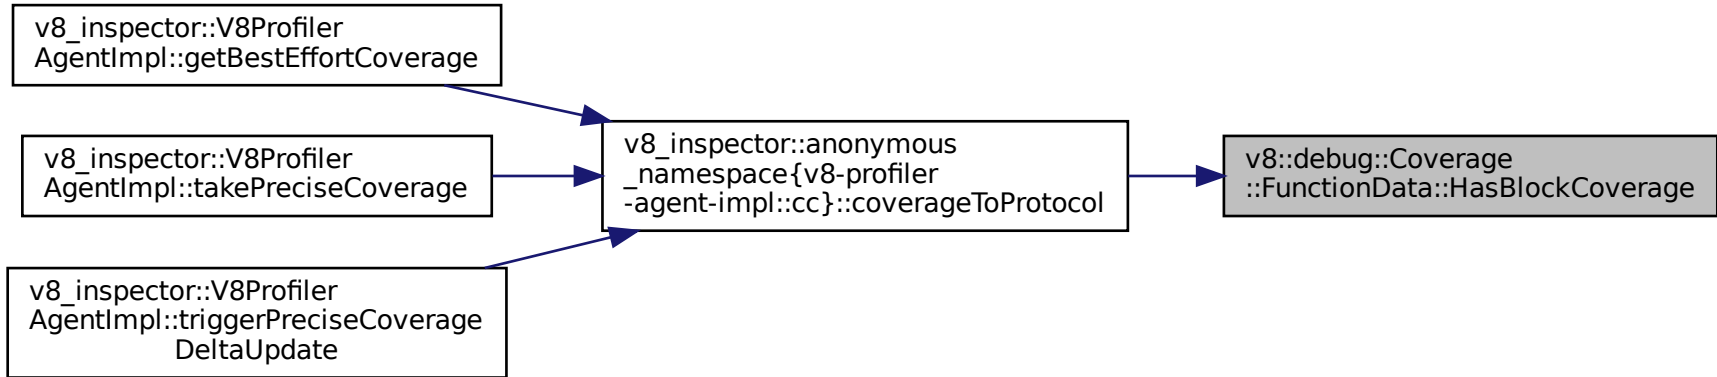 v8_inspector::V8Profiler
AgentImpl::getBestEffortCoverage
v8_inspector::V8Profiler
AgentImpl::takePreciseCoverage
v8_inspector::V8Profiler
AgentImpl::triggerPreciseCoverage
DeltaUpdate
v8_inspector::anonymous
_namespace{v8-profiler
-agent-impl::cc}::coverageToProtocol
v8::debug::Coverage
::FunctionData::HasBlockCoverage